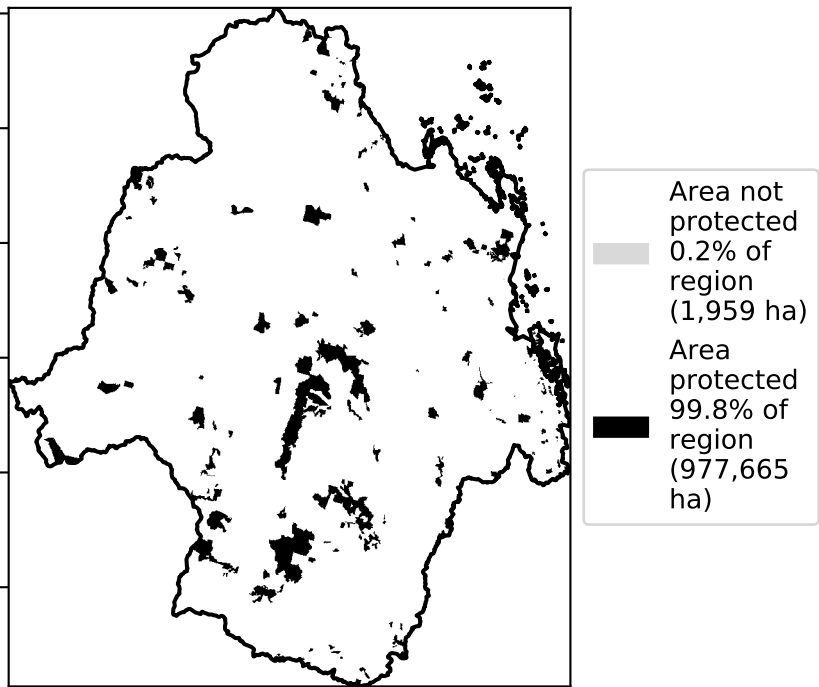 Area not
protected
0.2% of
region
(1,959 ha)
Area
protected
99.8% of
region
(977,665
ha)